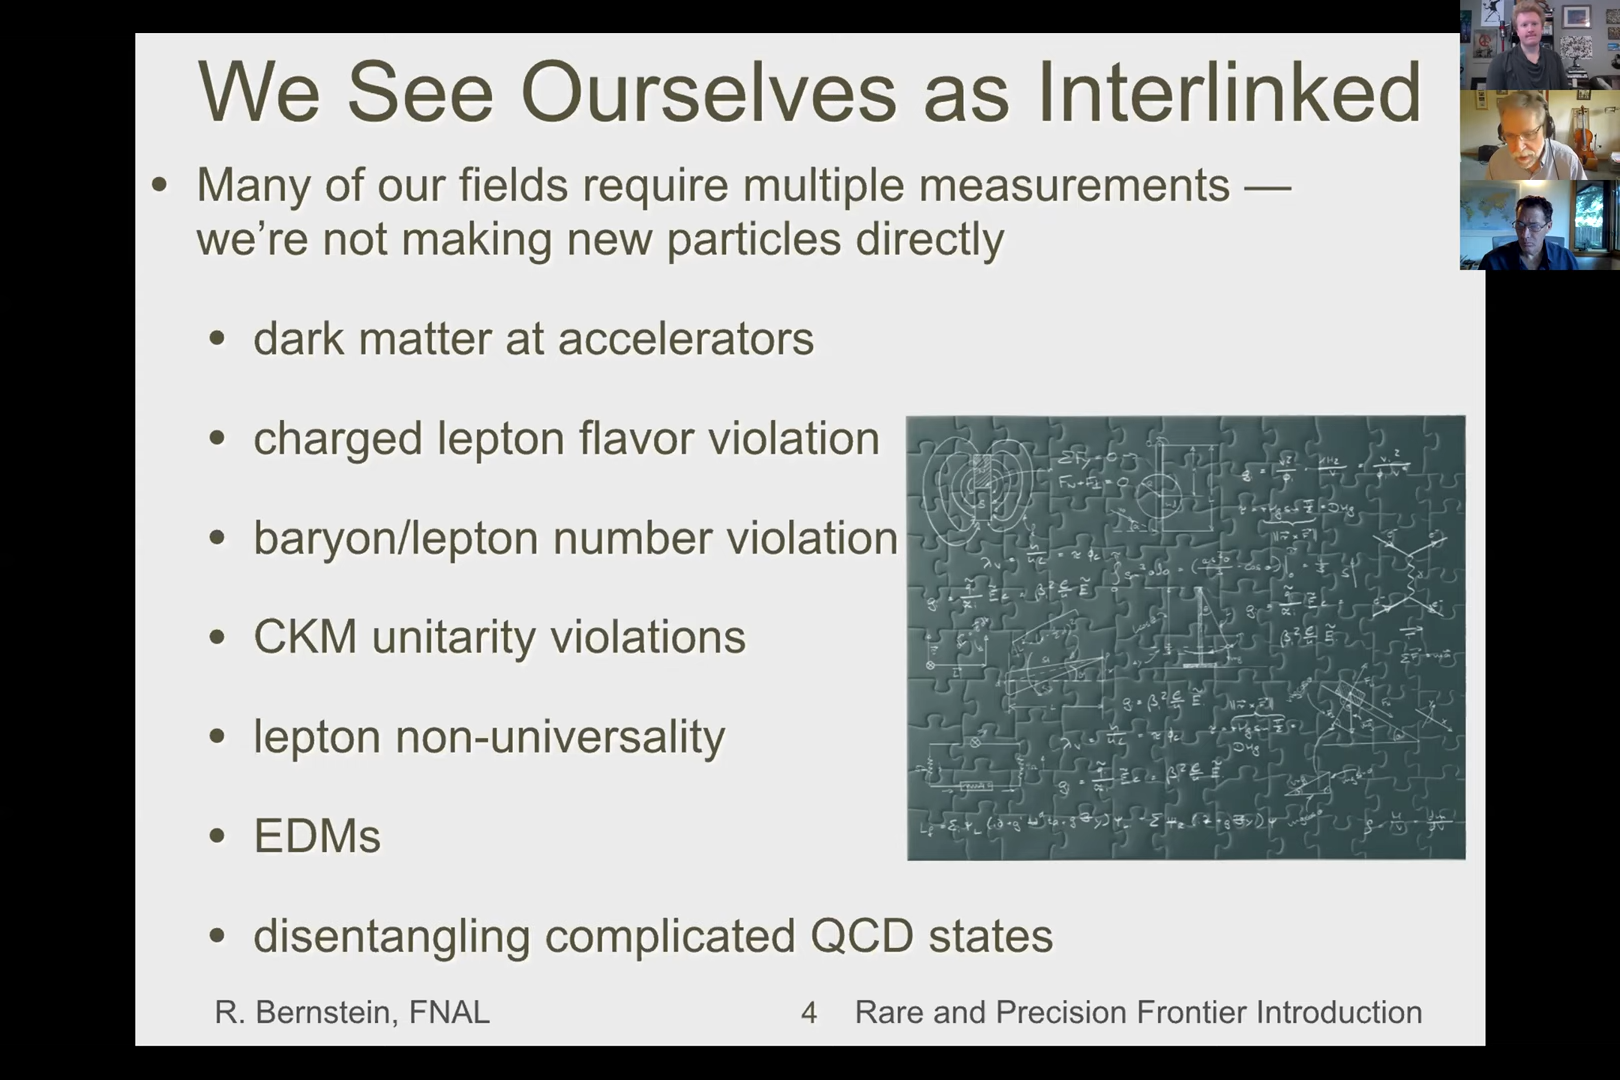 We See Ourselves as Interlinked
• Many of our fields require multiple measurements —
we’re not making new particles directly
• dark matter at accelerators
• charged lepton flavor violation
• baryon/lepton number violation
• CKM unitarity violations
• lepton non-universality
• EDMs
• disentangling complicated QCD states
R. Bernstein, FNAL 4 Rare and Precision Frontier Introduction